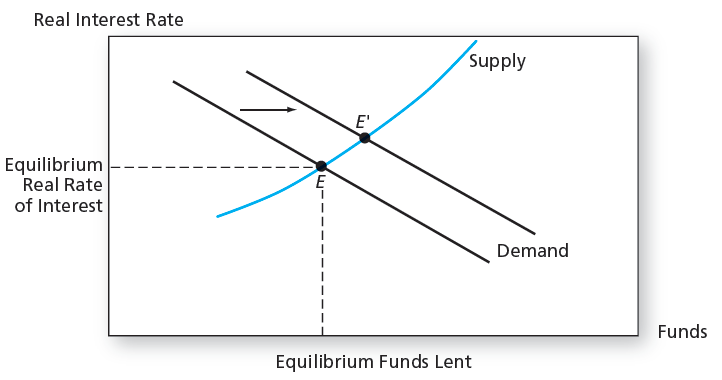 Real Interest Rate
Supply
E'
Equilibrium
Real Rate
of Interest
E
Demand
Funds
Equilibrium Funds Lent